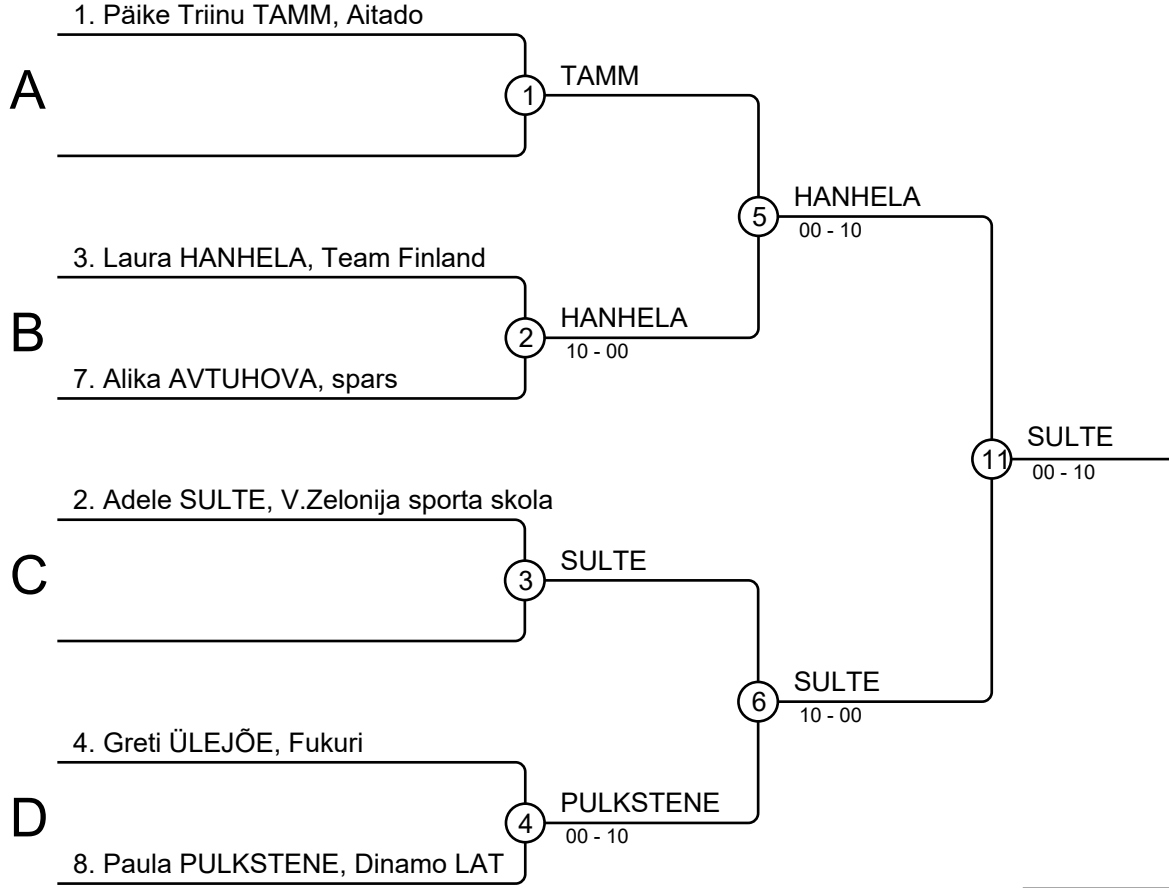 1. Päike Triinu TAMM, Aitado
A
1
TAMM
5
HANHELA
00 - 10
3. Laura HANHELA, Team Finland
B
2
HANHELA
10 - 00
7. Alika AVTUHOVA, spars
11
SULTE
00 - 10
2. Adele SULTE, V.Zelonija sporta skola
C
3
SULTE
6
SULTE
10 - 00
4. Greti ÜLEJÕE, Fukuri
D
4
PULKSTENE
00 - 10
8. Paula PULKSTENE, Dinamo LAT